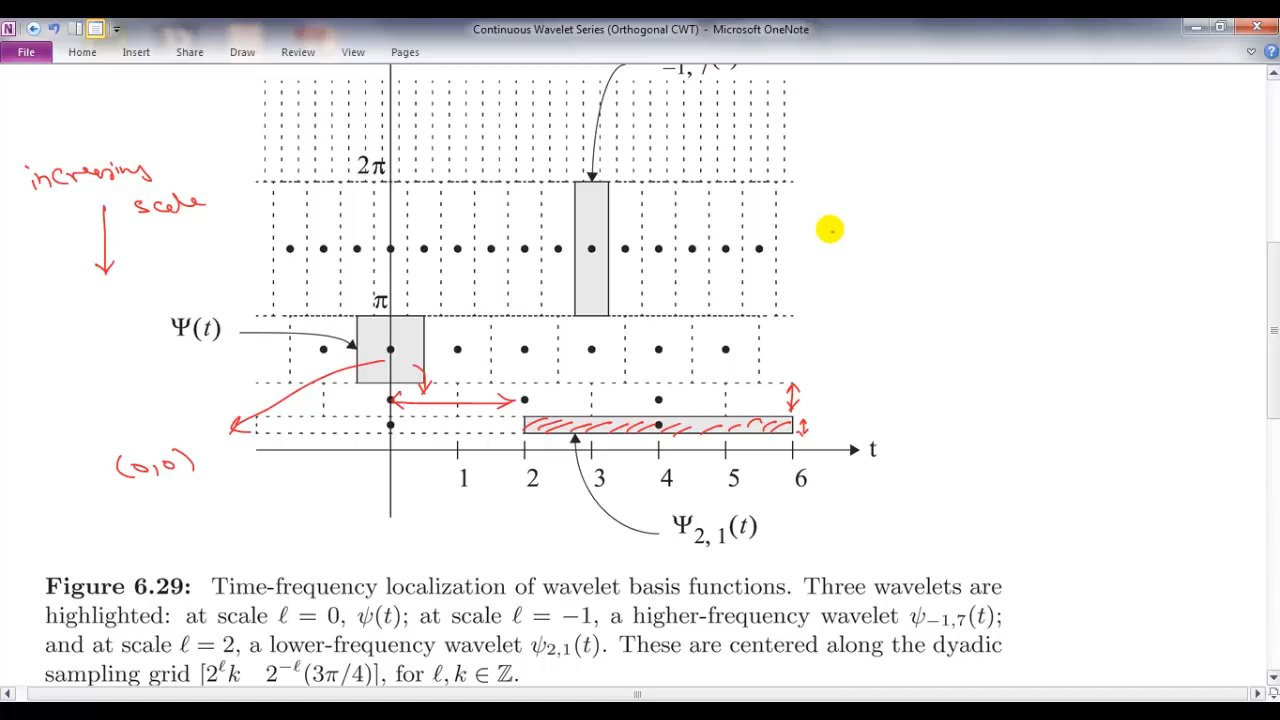 Continuous Wavelet Series (Orthogonal CWT) - Microsoft OneNote
File Home Insert Share Draw Review View Pages
2π
increasing
scale
π
Ψ(t)
t
(0,0)
1 2 3 4 5 6
Ψ2, 1(t)
Figure 6.29: Time-frequency localization of wavelet basis functions. Three wavelets are
highlighted: at scale ℓ = 0, ψ(t); at scale ℓ = −1, a higher-frequency wavelet ψ−1,7(t);
and at scale ℓ = 2, a lower-frequency wavelet ψ2,1(t). These are centered along the dyadic
sampling grid [2^ℓ k 2^−ℓ(3π/4)], for ℓ, k ∈ ℤ.